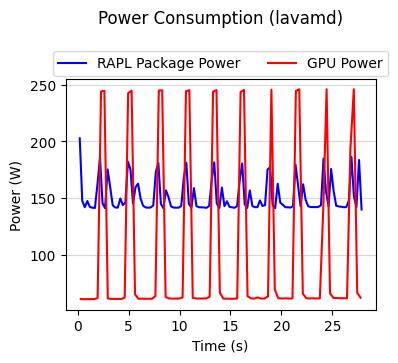 Power Consumption (lavamd)
RAPL Package Power
GPU Power
250
200
150
100
Power (W)
0
5
10
15
20
25
Time (s)